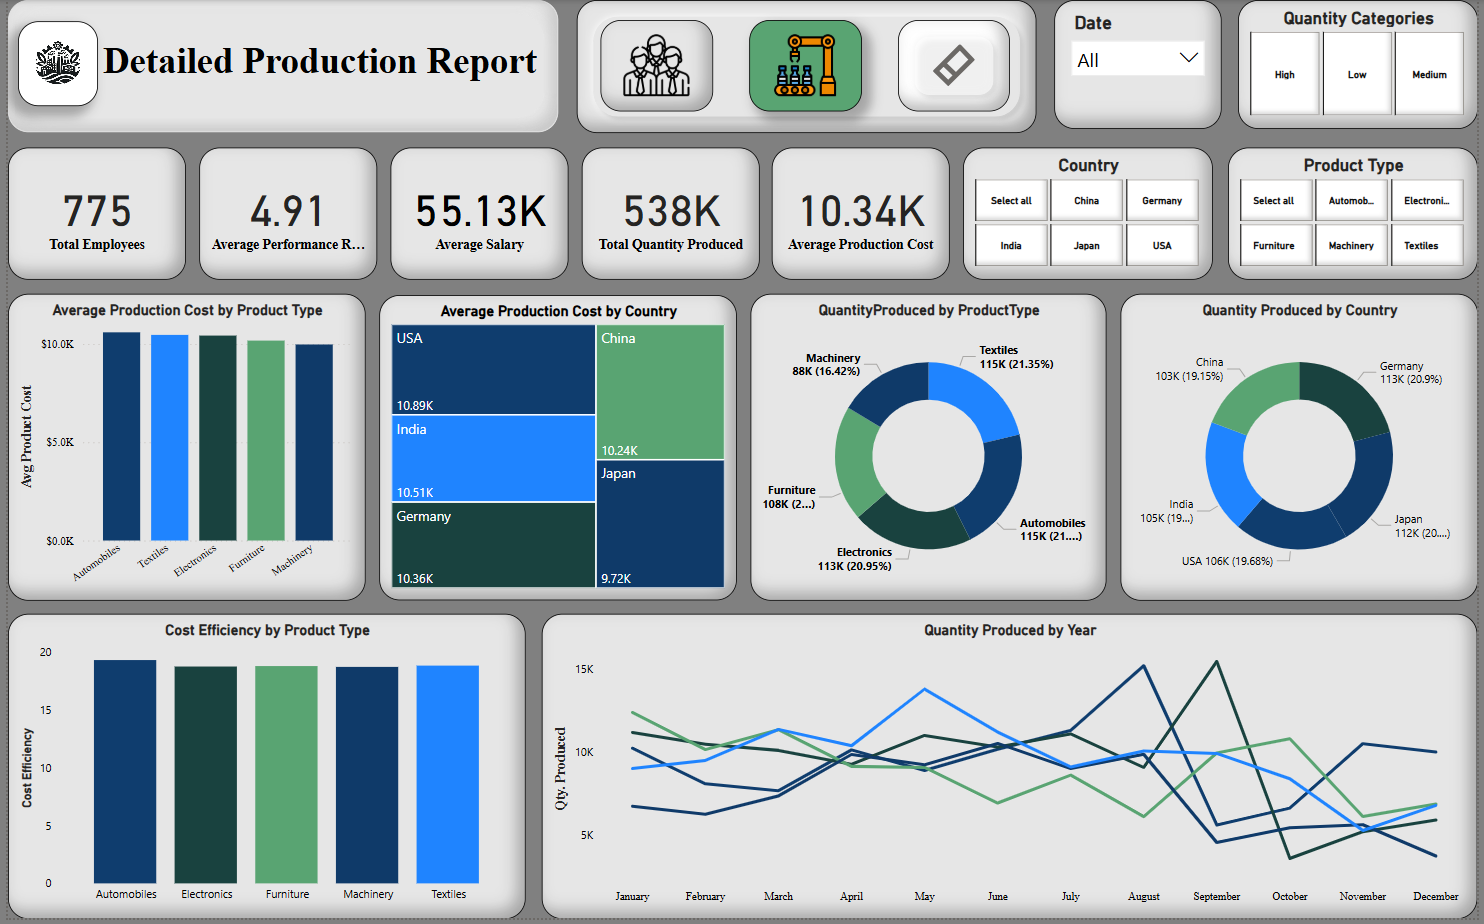 Detailed Production Report
Date
All
Quantity Categories
High
Low
Medium
775
Total Employees
4.91
Average Performance R...
55.13K
Average Salary
538K
Total Quantity Produced
10.34K
Average Production Cost
Country
Select all
China
Germany
India
Japan
USA
Product Type
Select all
Automob...
Electroni...
Furniture
Machinery
Textiles
Average Production Cost by Product Type
Avg Product Cost
$10.0K
$5.0K
$0.0K
Automobiles
Textiles
Electronics
Furniture
Machinery
Average Production Cost by Country
USA
10.89K
India
10.51K
Germany
10.36K
China
10.24K
Japan
9.72K
QuantityProduced by ProductType
Textiles
115K (21.35%)
Automobiles
115K (21....)
Electronics
113K (20.95%)
Furniture
108K (2...)
Machinery
88K (16.42%)
Quantity Produced by Country
Germany
113K (20.9%)
Japan
112K (20....)
USA 106K (19.68%)
India
105K (19...)
China
103K (19.15%)
Cost Efficiency by Product Type
Cost Efficiency
20
15
10
5
0
Automobiles
Electronics
Furniture
Machinery
Textiles
Quantity Produced by Year
Qty. Produced
15K
10K
5K
January
February
March
April
May
June
July
August
September
October
November
December